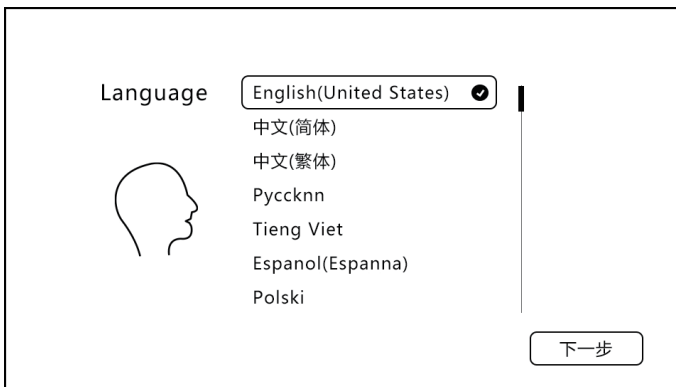 Language
English(United States)
中文(简体)
中文(繁体)
Pyccknn
Tieng Viet
Espanol(Espanna)
Polski
下一步